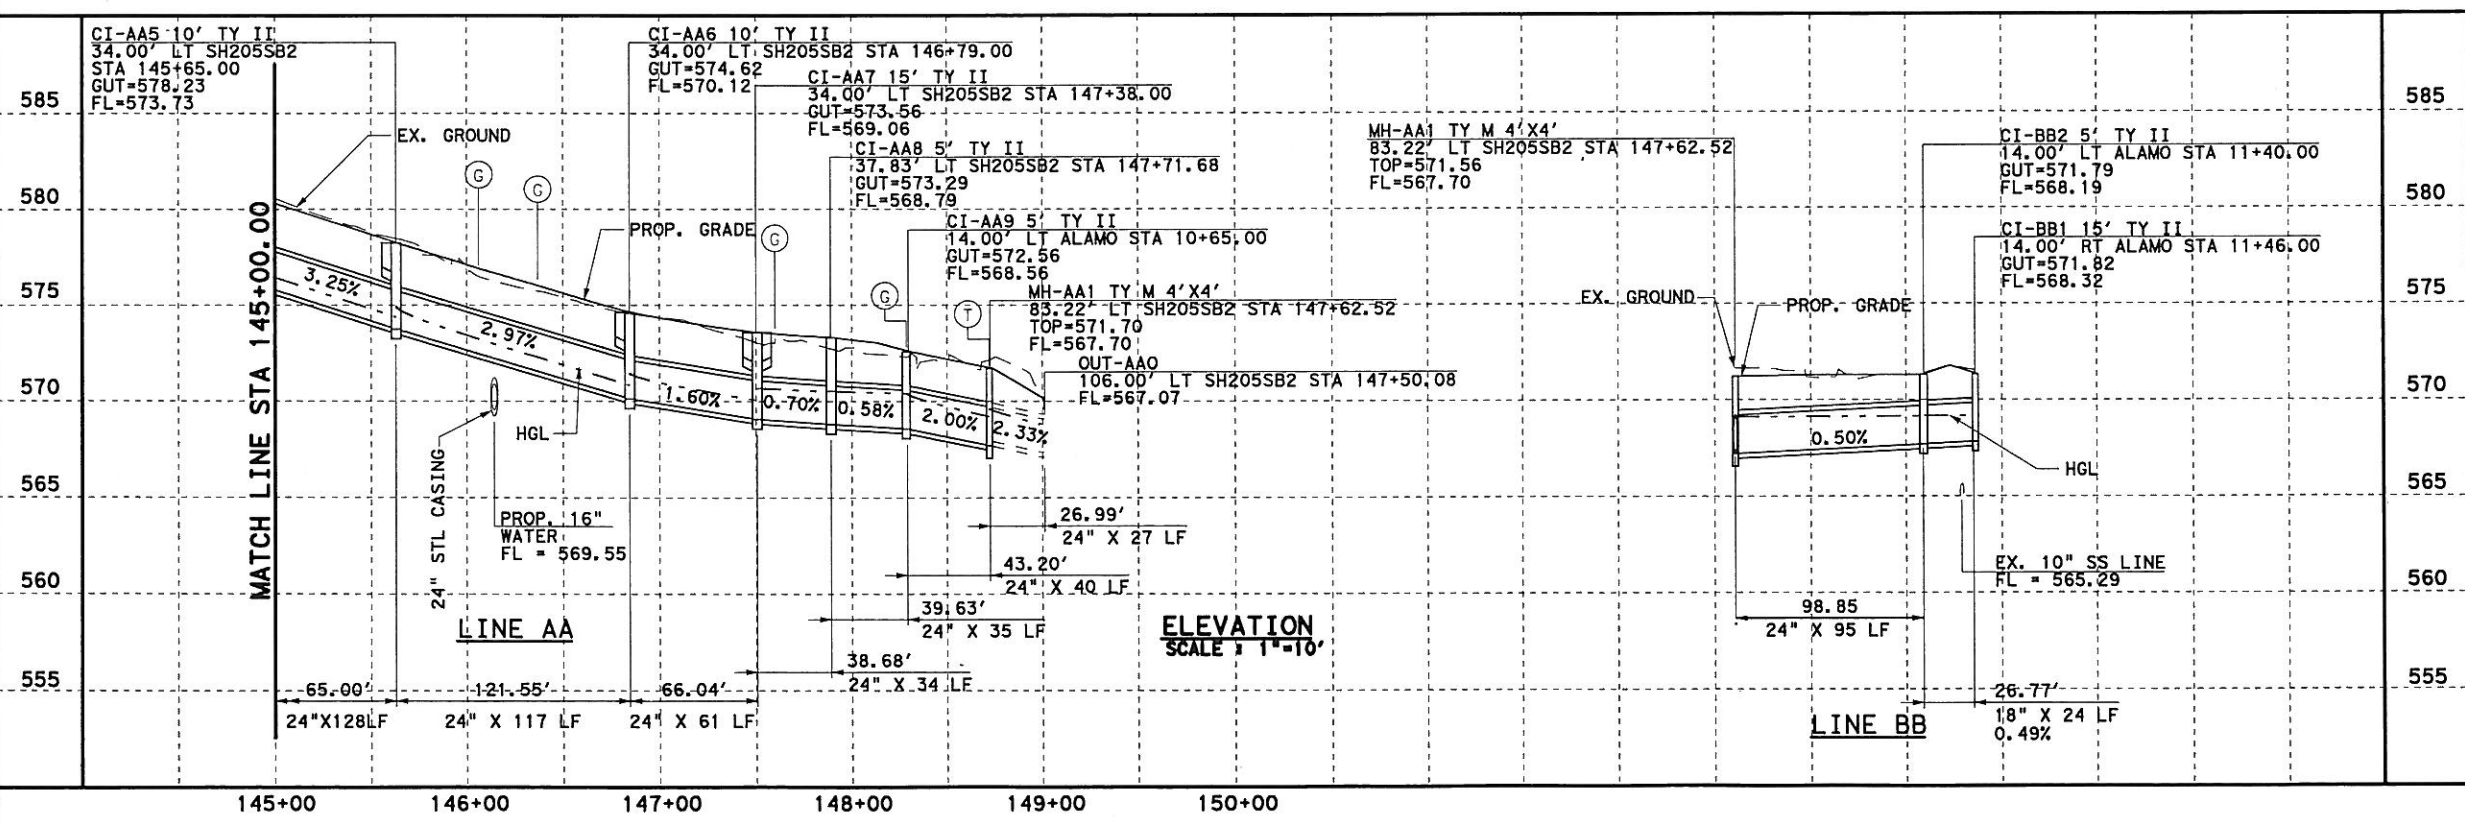 CI-AA5 10' TY II
34.00' LT SH205SB2
STA 145+65.00
GUT=578.23
FL=573.73
CI-AA6 10' TY II
34.00' LT SH205SB2 STA 146+79.00
GUT=574.62
FL=570.12
CI-AA7 15' TY II
34.00' LT SH205SB2 STA 147+38.00
GUT=573.56
FL=569.06
CI-AA8 5' TY II
37.83' LT SH205SB2 STA 147+71.68
GUT=573.29
FL=568.79
CI-AA9 5' TY II
14.00' LT ALAMO STA 10+65.00
GUT=572.56
FL=568.56
MH-AA1 TY M 4'X4'
83.22' LT SH205SB2 STA 147+62.52
TOP=571.70
FL=567.70
OUT-AA0
106.00' LT SH205SB2 STA 147+50.08
FL=567.07
MH-AA1 TY M 4'X4'
83.22' LT SH205SB2 STA 147+62.52
TOP=571.56
FL=567.70
CI-BB2 5' TY II
14.00' LT ALAMO STA 11+40.00
GUT=571.79
FL=568.19
CI-BB1 15' TY II
14.00' RT ALAMO STA 11+46.00
GUT=571.82
FL=568.32
585
580
575
570
565
560
555
585
580
575
570
565
560
555
MATCH LINE STA 145+00.00
EX. GROUND
G
G
G
G
T
PROP. GRADE
3.25%
2.97%
1.60%
0.70%
0.58%
2.00%
2.33%
HGL
24" STL CASING
PROP. 16"
WATER
FL = 569.55
LINE AA
26.99'
24" X 27 LF
43.20'
24" X 40 LF
39.63'
24" X 35 LF
38.68'
24" X 34 LF
65.00'
24"X128LF
121.55'
24" X 117 LF
66.04'
24" X 61 LF
ELEVATION
SCALE : 1"=10'
EX. GROUND
PROP. GRADE
0.50%
HGL
EX. 10" SS LINE
FL = 565.29
98.85
24" X 95 LF
26.77'
18" X 24 LF
0.49%
LINE BB
145+00
146+00
147+00
148+00
149+00
150+00